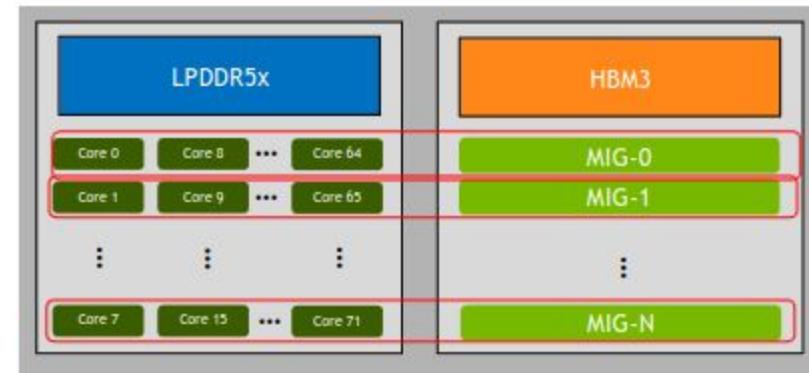 LPDDR5x HBM3
Core 0 Core 8 ••• Core 64 MIG-0
Core 1 Core 9 ••• Core 65 MIG-1
Core 7 Core 15 ••• Core 71 MIG-N